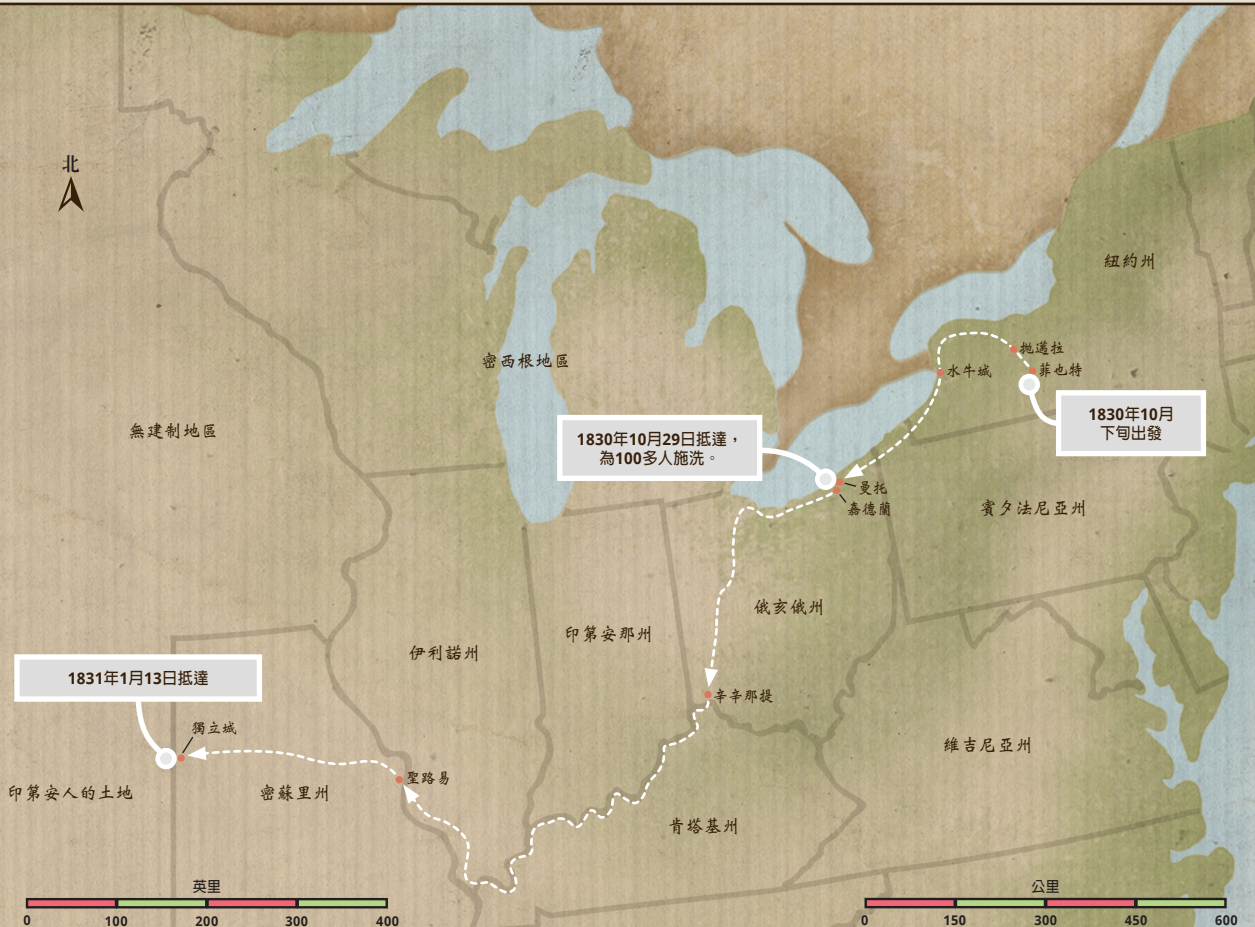 北
紐約州
拋邁拉
密西根地區
水牛城
菲也特
1830年10月
下旬出發
無建制地區
1830年10月29日抵達，
為100多人施洗。
曼托
嘉德蘭
賓夕法尼亞州
俄亥俄州
印第安那州
伊利諾州
1831年1月13日抵達
辛辛那提
獨立城
維吉尼亞州
聖路易
印第安人的土地
密蘇里州
肯塔基州
英里
0 100 200 300 400
公里
0 150 300 450 600